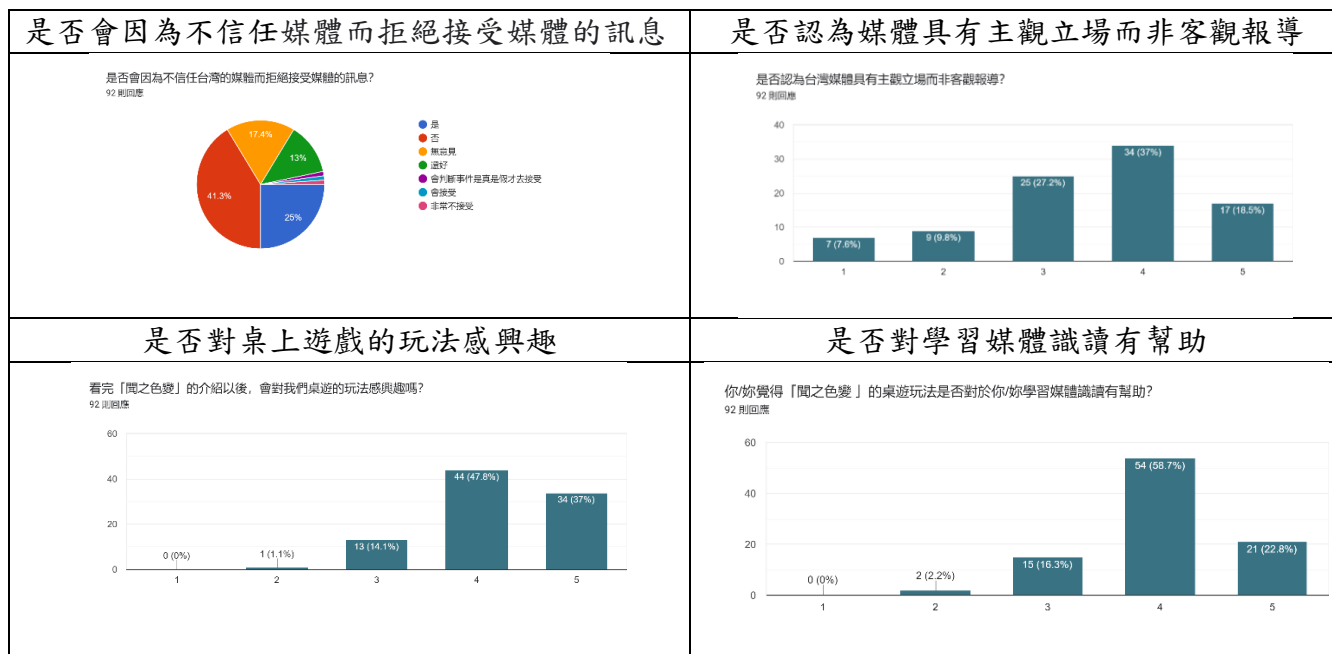 是否會因為不信任媒體而拒絕接受媒體的訊息
是否會因為不信任台灣的媒體而拒絕接受媒體的訊息?
92 則回應
17.4%
13%
41.3%
25%
是
否
無意見
還好
會判斷事件是真是假才去接受
會接受
非常不接受
是否認為媒體具有主觀立場而非客觀報導
是否認為台灣媒體具有主觀立場而非客觀報導?
92 則回應
40
30
20
10
0
7 (7.6%)
9 (9.8%)
25 (27.2%)
34 (37%)
17 (18.5%)
1 2 3 4 5
是否對桌上遊戲的玩法感興趣
看完「聞之色變」的介紹以後，會對我們桌遊的玩法感興趣嗎?
92 則回應
60
40
20
0
0 (0%)
1 (1.1%)
13 (14.1%)
44 (47.8%)
34 (37%)
1 2 3 4 5
是否對學習媒體識讀有幫助
你/妳覺得「聞之色變 」的桌遊玩法是否對於你/妳學習媒體識讀有幫助?
92 則回應
60
40
20
0
0 (0%)
2 (2.2%)
15 (16.3%)
54 (58.7%)
21 (22.8%)
1 2 3 4 5